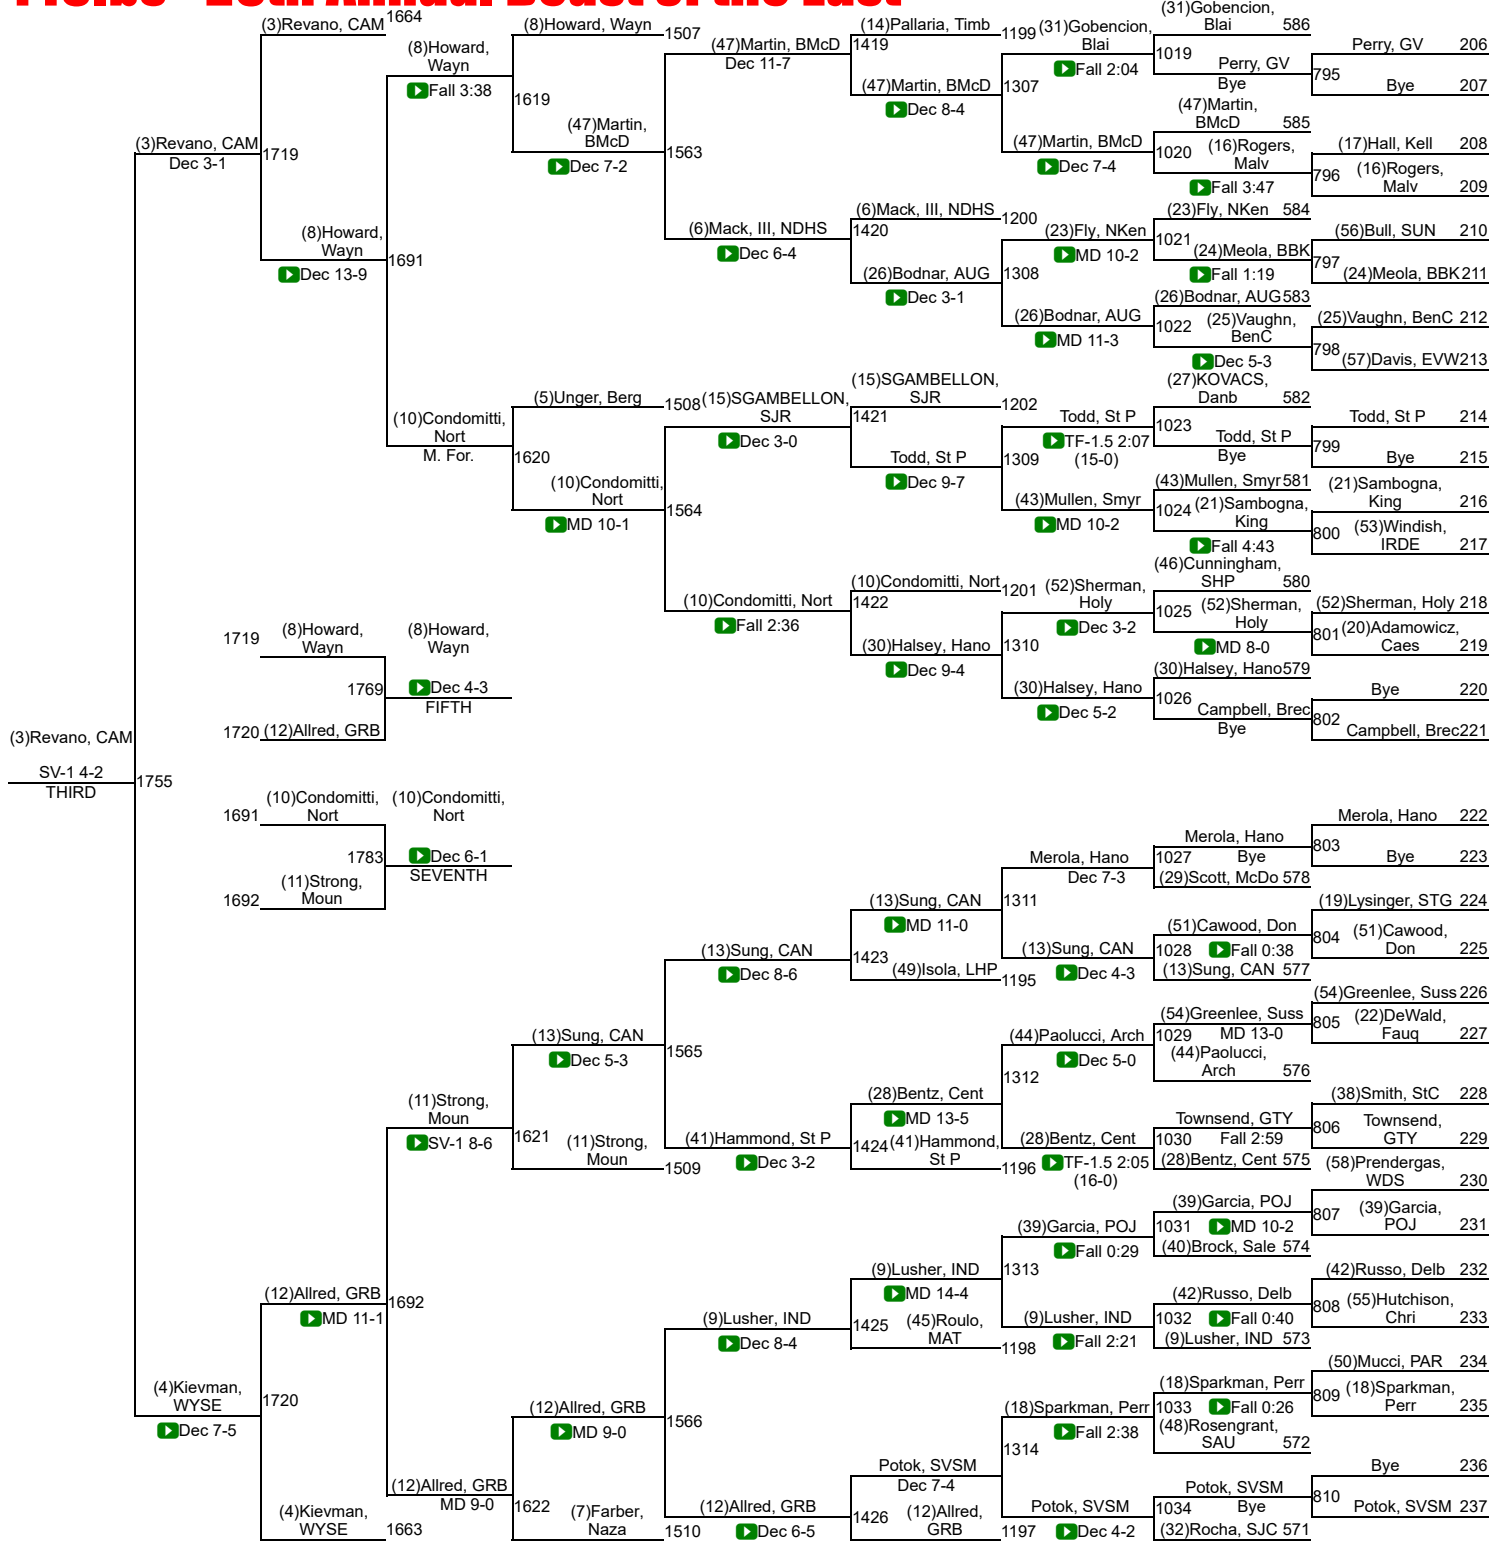 (3)Revano, CAM 1664
(8)Howard, Wayn
1507
(14)Pallaria, Timb
1199
(31)Gobencion,
Blai
(31)Gobencion,
Blai
586
Perry, GV 206
(8)Howard,
Wayn
Fall 3:38
(47)Martin, BMcD
Dec 11-7
1419
Fall 2:04
1019
Perry, GV
Bye
795
Bye 207
1619
(47)Martin, BMcD
Dec 8-4
1307
(47)Martin,
BMcD
585
(47)Martin,
BMcD
Dec 7-2
1563
(47)Martin, BMcD
Dec 7-4
1020
(16)Rogers,
Malv
Fall 3:47
(17)Hall, Kell 208
796
(16)Rogers,
Malv
209
(3)Revano, CAM
Dec 3-1
1719
(6)Mack, III, NDHS
Dec 6-4
(6)Mack, III, NDHS
1200
1420
(23)Fly, NKen
MD 10-2
(23)Fly, NKen 584
1021
(24)Meola, BBK
Fall 1:19
(56)Bull, SUN 210
797
(24)Meola, BBK 211
(8)Howard,
Wayn
Dec 13-9
1691
(26)Bodnar, AUG
Dec 3-1
1308
(26)Bodnar, AUG
MD 11-3
(26)Bodnar, AUG 583
1022
(25)Vaughn,
BenC
Dec 5-3
(25)Vaughn, BenC 212
798
(57)Davis, EVW 213
(10)Condomitti,
Nort
M. For.
(5)Unger, Berg
1508
(15)SGAMBELLON,
SJR
Dec 3-0
(15)SGAMBELLON,
SJR
1202
1421
Todd, St P
TF-1.5 2:07
(15-0)
(27)KOVACS,
Danb
582
1023
Todd, St P
Bye
Todd, St P 214
799
Bye 215
1620
(10)Condomitti,
Nort
MD 10-1
1564
Todd, St P
Dec 9-7
1309
(43)Mullen, Smyr
MD 10-2
(43)Mullen, Smyr 581
1024
(21)Sambogna,
King
Fall 4:43
(21)Sambogna,
King
216
800
(53)Windish,
IRDE
217
(10)Condomitti, Nort
Fall 2:36
(10)Condomitti, Nort
1201
1422
(52)Sherman,
Holy
Dec 3-2
(46)Cunningham,
SHP
580
1025
(52)Sherman,
Holy
MD 8-0
(52)Sherman, Holy 218
801
(20)Adamowicz,
Caes
219
1719
(8)Howard,
Wayn
(8)Howard,
Wayn
(30)Halsey, Hano
Dec 9-4
1310
(30)Halsey, Hano
Dec 5-2
(30)Halsey, Hano 579
1026
Campbell, Brec
Bye
Bye 220
802
Campbell, Brec 221
1769
Dec 4-3
FIFTH
1720
(12)Allred, GRB
(3)Revano, CAM
SV-1 4-2
THIRD
1755
1691
(10)Condomitti,
Nort
(10)Condomitti,
Nort
1783
Dec 6-1
SEVENTH
1692
(11)Strong,
Moun
Merola, Hano 222
803
Bye 223
Merola, Hano
1027
Bye
(29)Scott, McDo 578
Merola, Hano
Dec 7-3
1311
(13)Sung, CAN
MD 11-0
(19)Lysinger, STG 224
804
(51)Cawood,
Don
225
(51)Cawood, Don
1028
Fall 0:38
(13)Sung, CAN 577
(13)Sung, CAN
Dec 4-3
(13)Sung, CAN
Dec 8-6
1423
(49)Isola, LHP
1195
(54)Greenlee, Suss 226
805
(22)DeWald,
Fauq
227
(54)Greenlee, Suss
1029
MD 13-0
(44)Paolucci,
Arch
576
(44)Paolucci, Arch
Dec 5-0
1312
(13)Sung, CAN
Dec 5-3
1565
(28)Bentz, Cent
MD 13-5
(38)Smith, StC 228
806
Townsend,
GTY
229
Townsend, GTY
1030
Fall 2:59
(28)Bentz, Cent 575
(28)Bentz, Cent
TF-1.5 2:05
(16-0)
(11)Strong,
Moun
SV-1 8-6
1621
(11)Strong,
Moun
1509
(41)Hammond, St P
Dec 3-2
1424
(41)Hammond,
St P
1196
(58)Prendergas,
WDS
230
807
(39)Garcia,
POJ
231
(39)Garcia, POJ
1031
MD 10-2
(40)Brock, Sale 574
(39)Garcia, POJ
Fall 0:29
1313
(9)Lusher, IND
MD 14-4
(42)Russo, Delb 232
808
(55)Hutchison,
Chri
233
(42)Russo, Delb
1032
Fall 0:40
(9)Lusher, IND 573
(9)Lusher, IND
Fall 2:21
(12)Allred, GRB
MD 11-1
1692
(9)Lusher, IND
Dec 8-4
1425
(45)Roulo,
MAT
1198
(50)Mucci, PAR 234
809
(18)Sparkman,
Perr
235
(18)Sparkman, Perr
1033
Fall 0:26
(48)Rosengrant,
SAU
572
(18)Sparkman, Perr
Fall 2:38
1314
(4)Kievman,
WYSE
Dec 7-5
1720
(12)Allred, GRB
MD 9-0
1566
Potok, SVSM
Dec 7-4
Bye 236
810
Potok, SVSM 237
Potok, SVSM
1034
Bye
(32)Rocha, SJC 571
Potok, SVSM
Dec 4-2
(12)Allred, GRB
MD 9-0
1622
(7)Farber,
Naza
1510
(12)Allred, GRB
Dec 6-5
1426
(12)Allred,
GRB
1197
(4)Kievman,
WYSE
1663